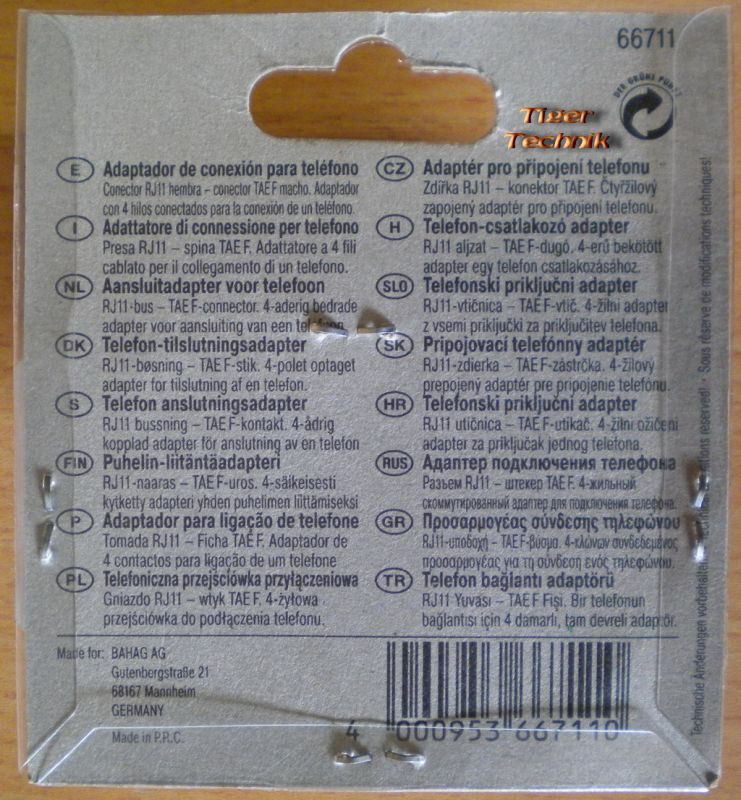 66711
DER GRÜNE PUNKT
Tiger
Technik
E Adaptador de conexión para teléfono
Conector RJ11 hembra – conector TAE F macho. Adaptador
con 4 hilos conectados para la conexión de un teléfono.
I Adattatore di connessione per telefono
Presa RJ11 – spina TAE F. Adattatore a 4 fili
cablato per il collegamento di un telefono.
NL Aansluitadapter voor telefoon
RJ11-bus – TAE F-connector. 4-aderig bedrade
adapter voor aansluiting van een telefoon.
DK Telefon-tilslutningsadapter
RJ11-bøsning – TAE F-stik. 4-polet optaget
adapter for tilslutning af en telefon.
S Telefon anslutningsadapter
RJ11 bussning – TAE F-kontakt. 4-ådrig
kopplad adapter för anslutning av en telefon
FIN Puhelin-liitäntäadapteri
RJ11-naaras – TAE F-uros. 4-säikeisesti
kytketty adapteri yhden puhelimen liittämiseksi
P Adaptador para ligação de telefone
Tomada RJ11 – Ficha TAE F. Adaptador de
4 contactos para ligação de um telefone
PL Telefoniczna przejściówka przyłączeniowa
Gniazdo RJ11 – wtyk TAE F. 4-żyłowa
przejściówka do podłączenia telefonu.
CZ Adaptér pro připojení telefonu
Zdířka RJ11 – konektor TAE F. Čtyřžilový
zapojený adaptér pro připojení telefonu.
H Telefon-csatlakozó adapter
RJ11 aljzat – TAE F-dugó. 4-erű bekötött
adapter egy telefon csatlakozásához.
SLO Telefonski priključni adapter
RJ11-vtičnica – TAE F-vtič. 4-žilni adapter
z vsemi priključki za priključitev telefona.
SK Pripojovací telefónny adaptér
RJ11-zdierka – TAE F-zástrčka. 4-žilový
prepojený adaptér pre pripojenie telefónu.
HR Telefonski priključni adapter
RJ11 utičnica – TAE F-utikač. 4-žilni ožičeni
adapter za priključak jednog telefona.
RUS Адаптер подключения телефона
Разъем RJ11 – штекер TAE F. 4-жильный
скоммутированный адаптер для подключения телефона.
GR Προσαρμογέας σύνδεσης τηλεφώνου
RJ11-υποδοχή – TAE F-βύσμα. 4-κλώνων συνδεδεμένος
προσαρμογέας για τη σύνδεση ενός τηλεφώνου.
TR Telefon bağlantı adaptörü
RJ11 Yuvası – TAE F Fişi. Bir telefonun
bağlantısı için 4 damarlı, tam devreli adaptör.
Made for: BAHAG AG
Gutenbergstraße 21
68167 Mannheim
GERMANY
Made in P.R.C.
4 000953 667110
Technische Änderungen vorbehalten reserved! · Sous réserve de modifications techniques!